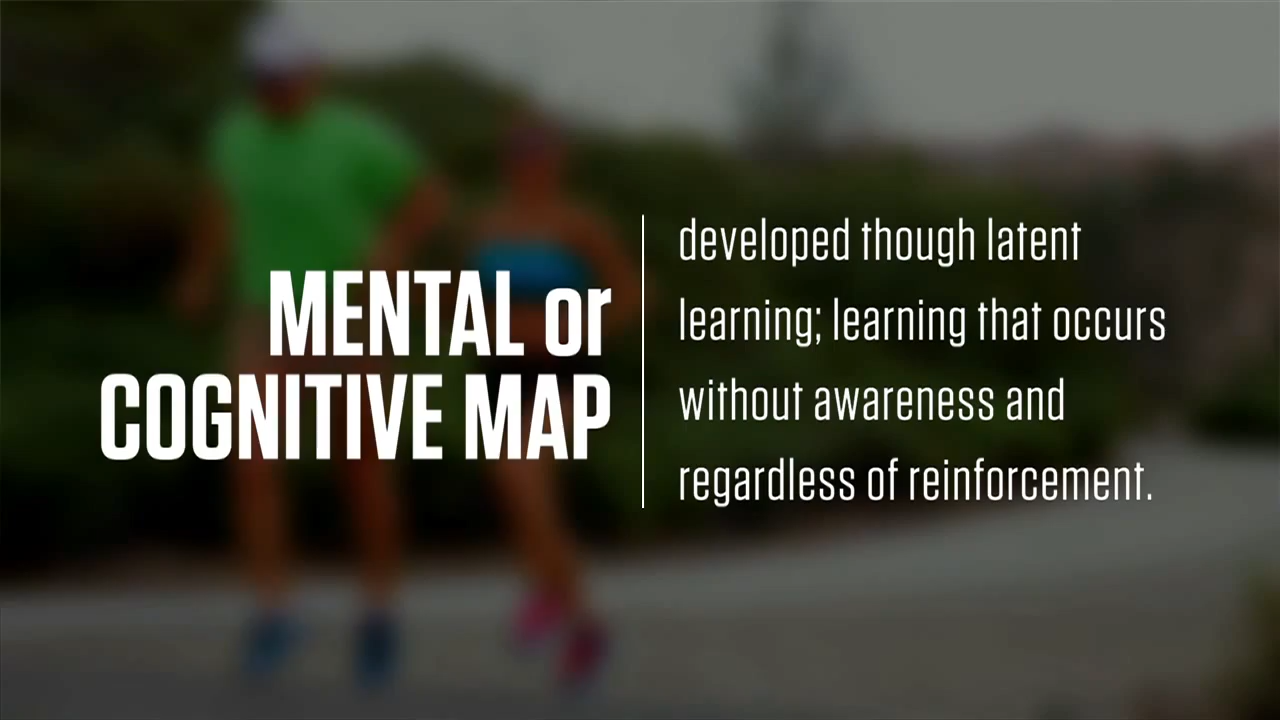 MENTAL or
COGNITIVE MAP
developed though latent
learning; learning that occurs
without awareness and
regardless of reinforcement.